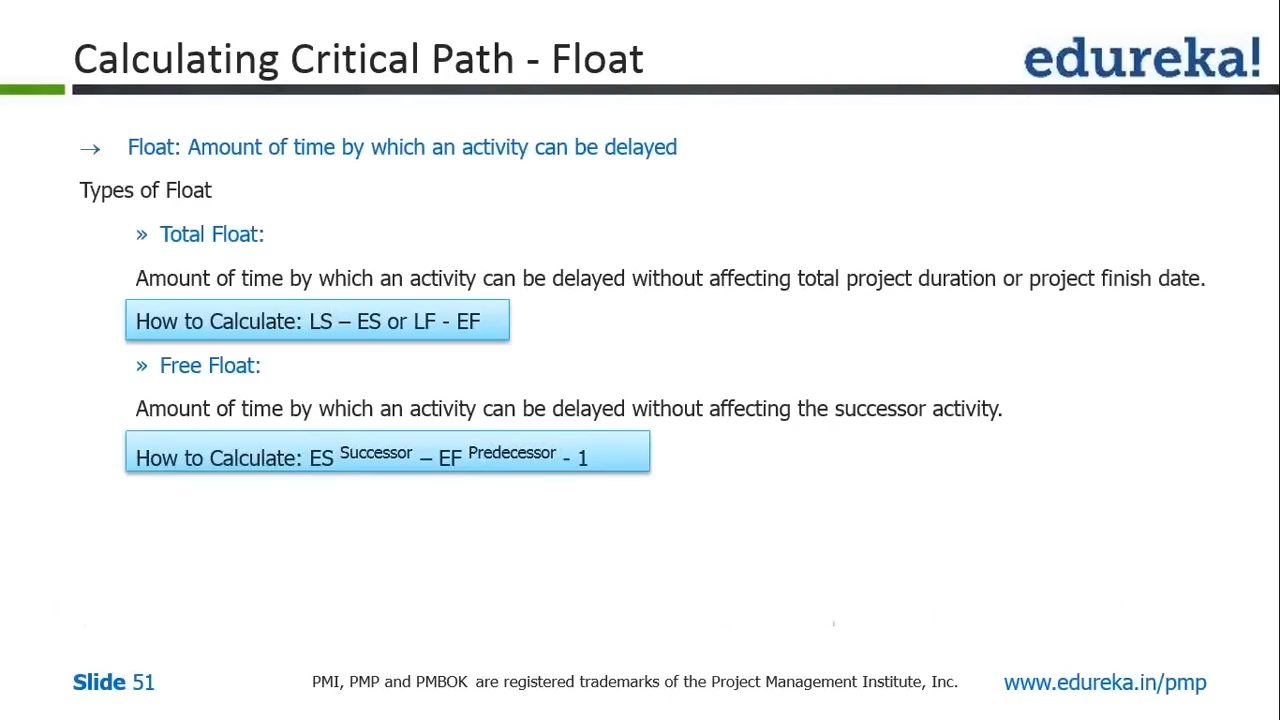 Calculating Critical Path - Float
edureka!
→ Float: Amount of time by which an activity can be delayed
Types of Float
» Total Float:
Amount of time by which an activity can be delayed without affecting total project duration or project finish date.
How to Calculate: LS – ES or LF - EF
» Free Float:
Amount of time by which an activity can be delayed without affecting the successor activity.
How to Calculate: ES Successor – EF Predecessor - 1
Slide 51
PMI, PMP and PMBOK are registered trademarks of the Project Management Institute, Inc.
www.edureka.in/pmp